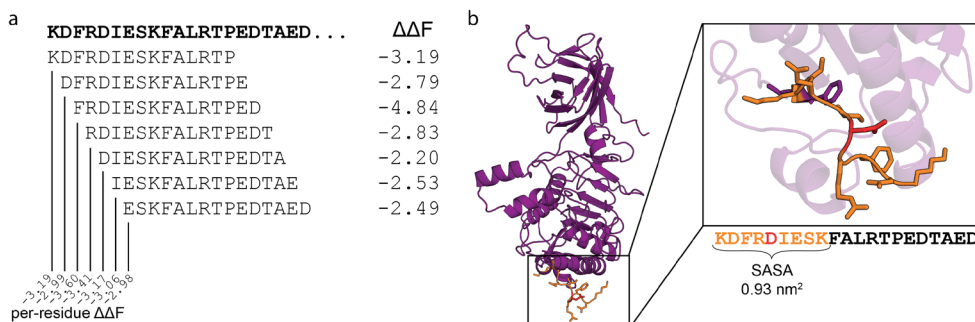 a
KDFRDIESKFALRTPEDTAED... ΔΔF
KDFRDIESKFALRTP -3.19
DFRDIESKFALRTPE -2.79
FRDIESKFALRTPED -4.84
RDIESKFALRTPEDT -2.83
DIESKFALRTPEDTA -2.20
IESKFALRTPEDTAE -2.53
ESKFALRTPEDTAED -2.49
-3.19 -2.99 -3.60 -3.41 -3.17 -3.06 -2.98
per-residue ΔΔF
b
KDFRDIESKFALRTPEDTAED
SASA
0.93 nm²